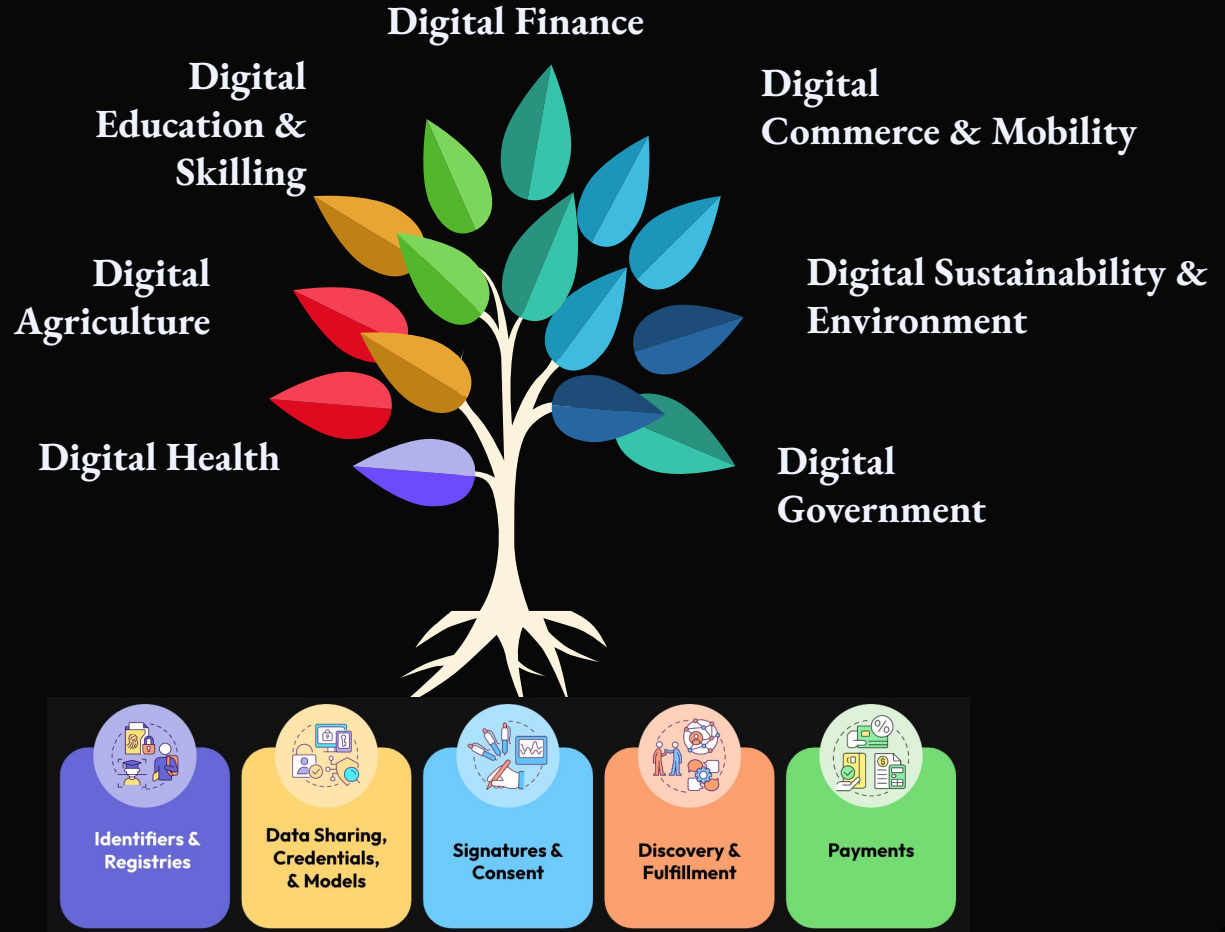 Digital Finance
Digital
Education &
Skilling
Digital
Commerce & Mobility
Digital
Agriculture
Digital Sustainability &
Environment
Digital Health
Digital
Government
Identifiers &
Registries
Data Sharing,
Credentials,
& Models
Signatures &
Consent
Discovery &
Fulfillment
Payments
%
$